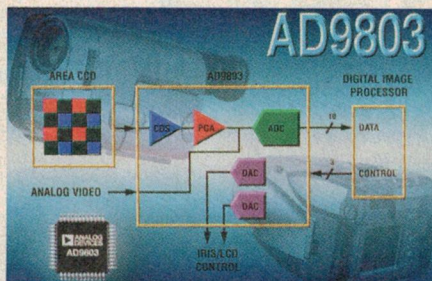 AD9803
AREA CCD
AD9803
DIGITAL IMAGE
PROCESSOR
CDS
PGA
ADC
10
DATA
3
CONTROL
DAC
DAC
ANALOG VIDEO
IRIS/LCD
CONTROL
ANALOG
DEVICES
AD9803